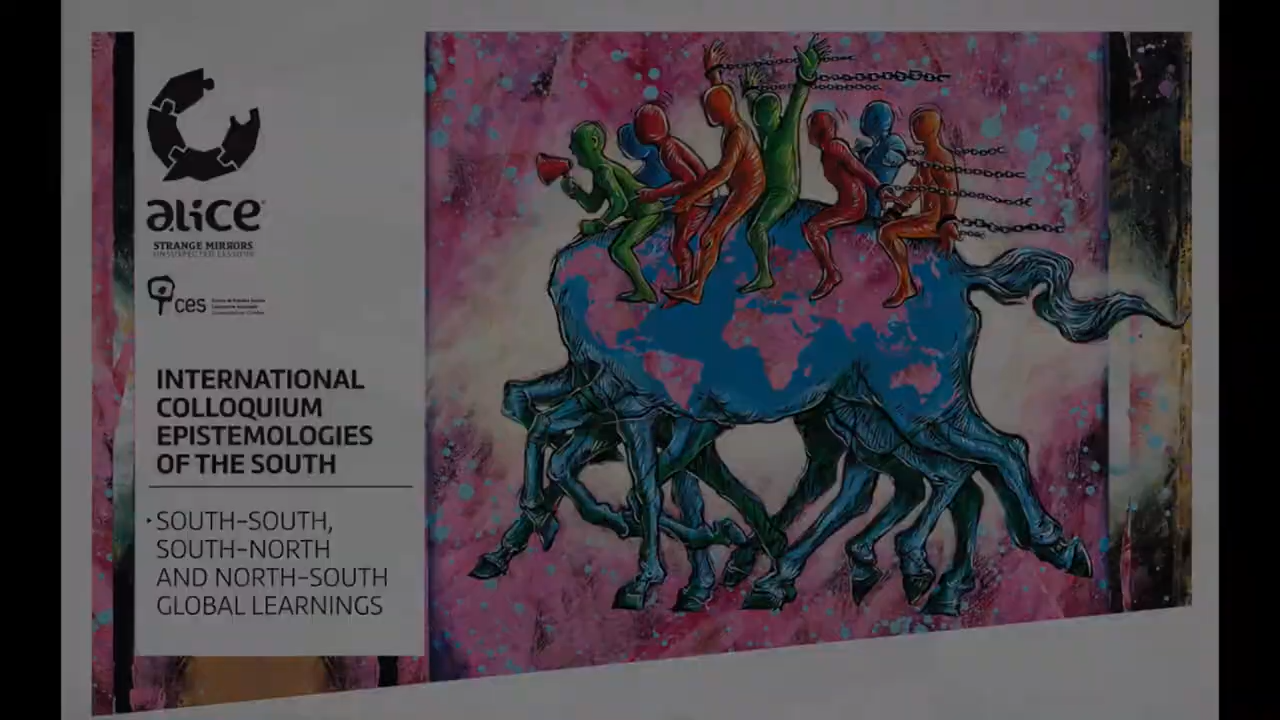 alice
STRANGE MIRRORS
UNSUSPECTED LESSONS
ces
INTERNATIONAL
COLLOQUIUM
EPISTEMOLOGIES
OF THE SOUTH
SOUTH-SOUTH,
SOUTH-NORTH
AND NORTH-SOUTH
GLOBAL LEARNINGS